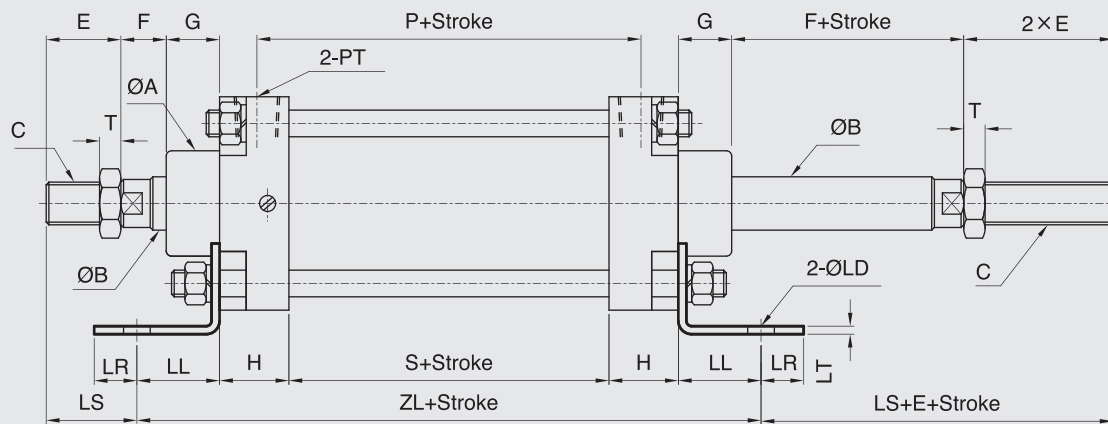 E
F
G
P+Stroke
G
F+Stroke
2×E
2-PT
ØA
T
C
ØB
T
ØB
2-ØLD
C
LR
LL
H
S+Stroke
H
LL
LR
LT
LS
ZL+Stroke
LS+E+Stroke